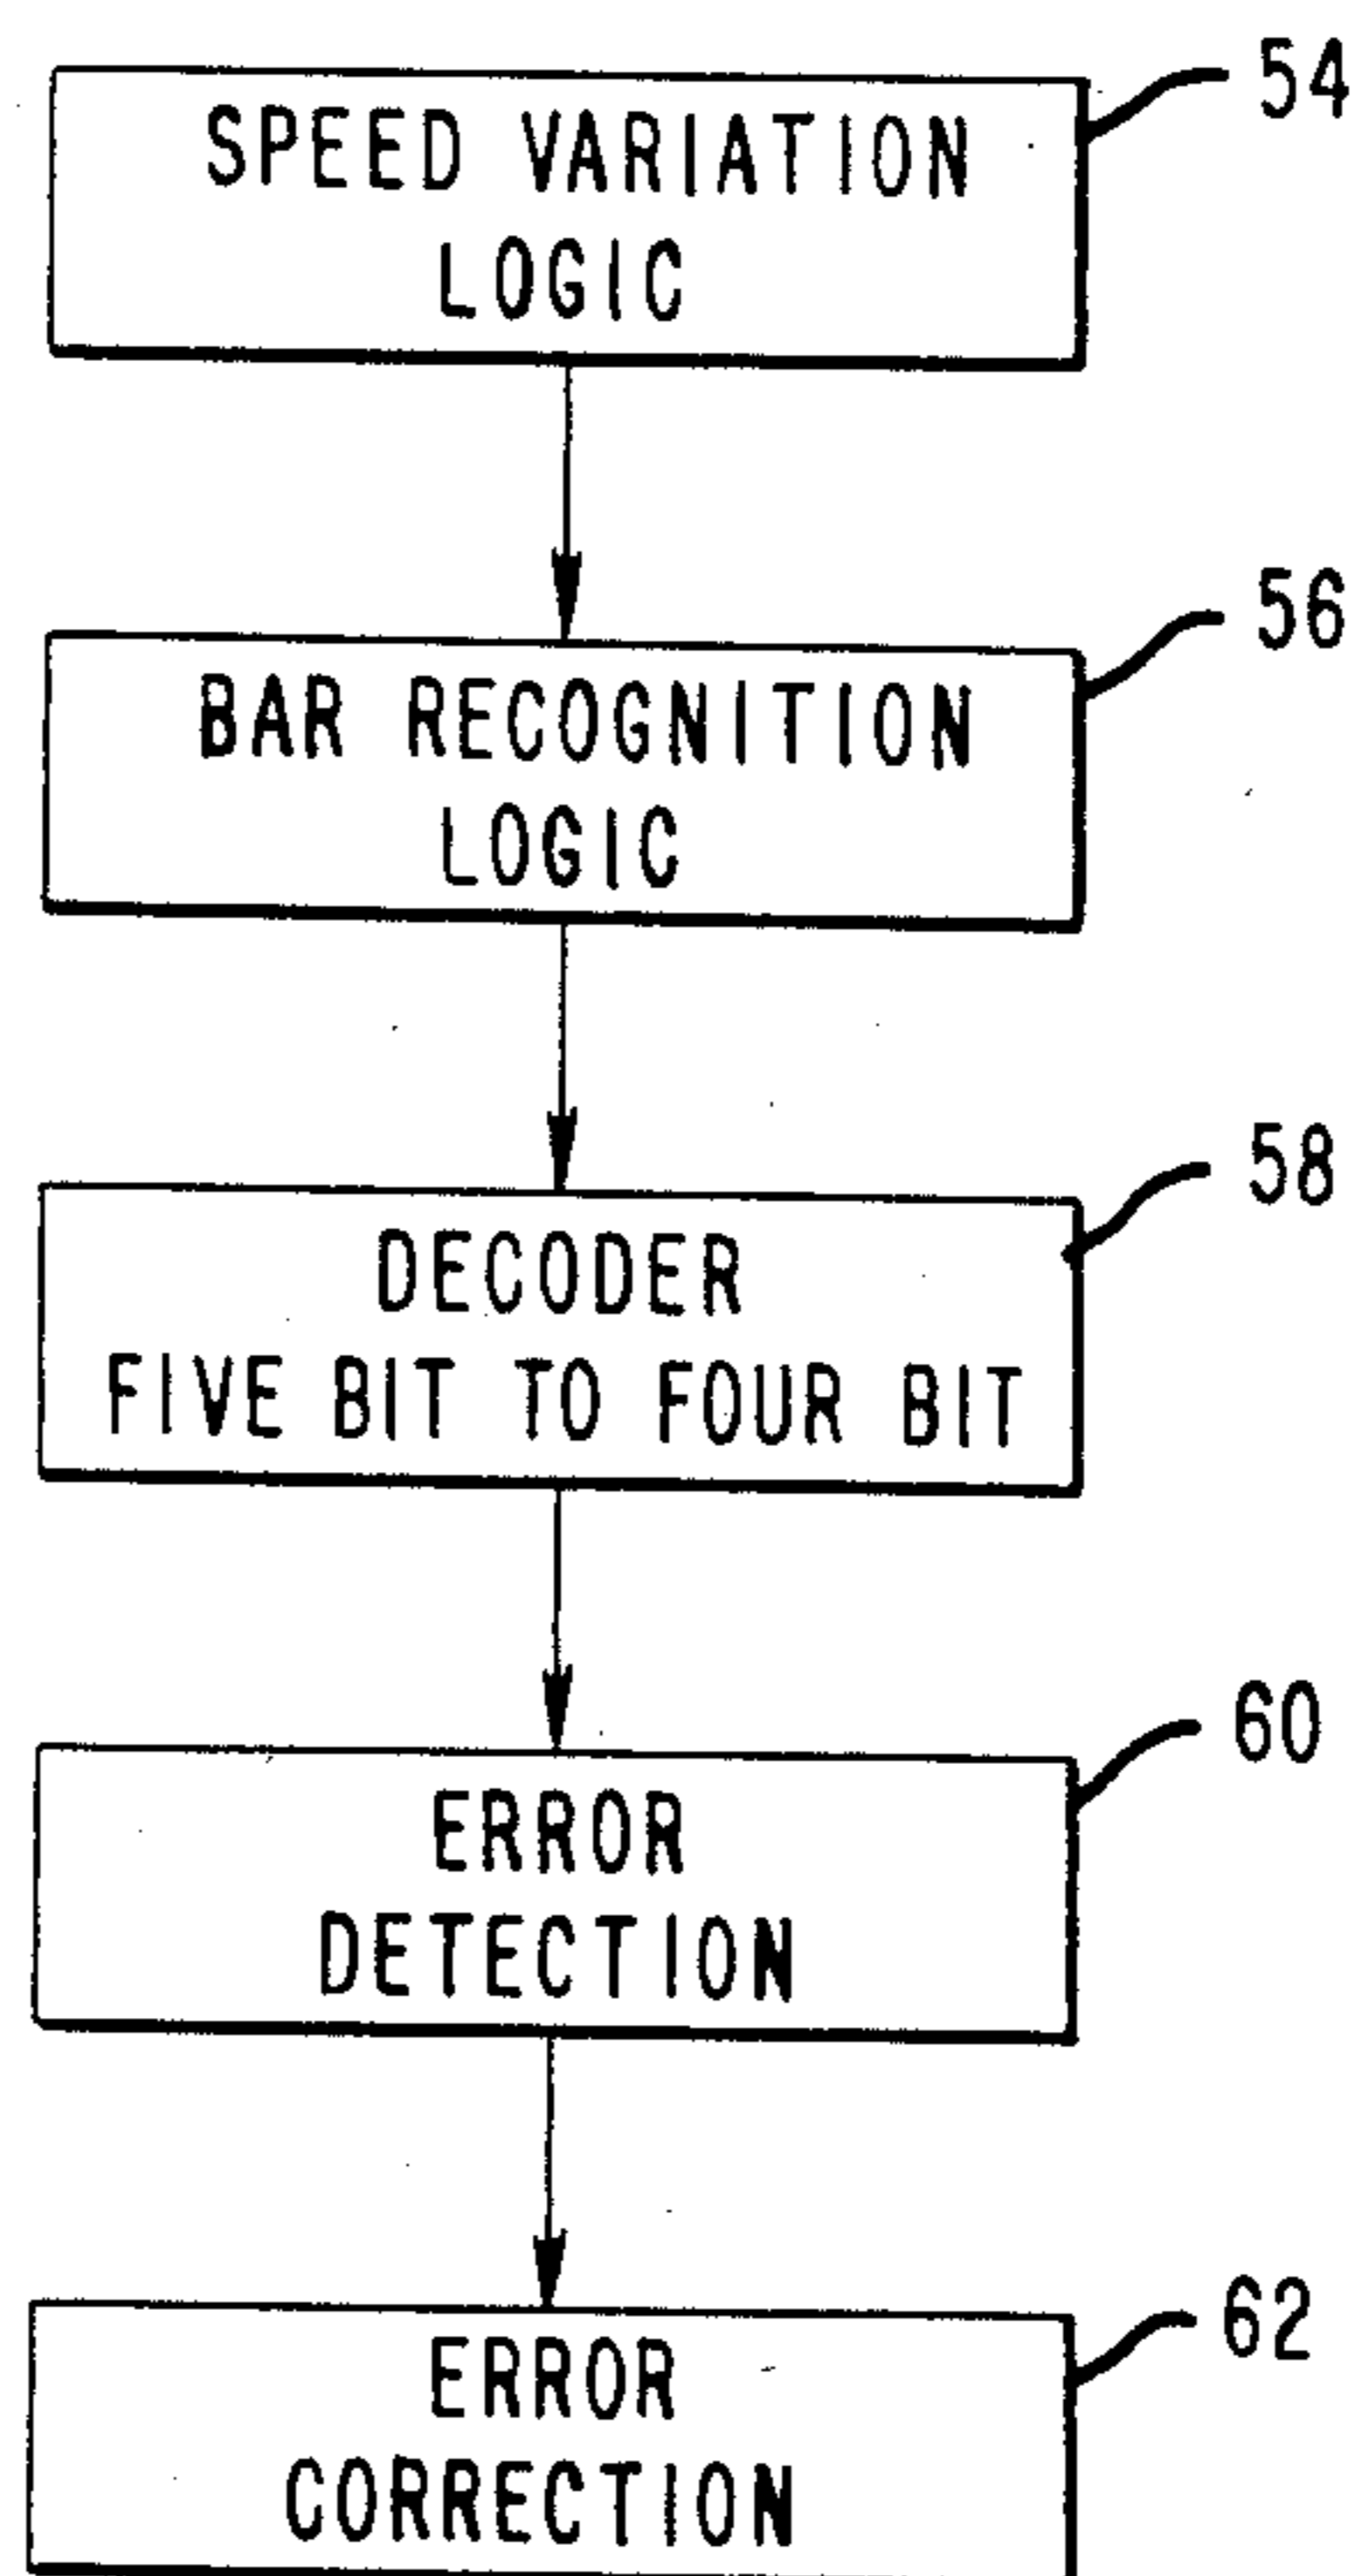 54
SPEED VARIATION
LOGIC
56
BAR RECOGNITION
LOGIC
58
DECODER
FIVE BIT TO FOUR BIT
60
ERROR
DETECTION
62
ERROR
CORRECTION